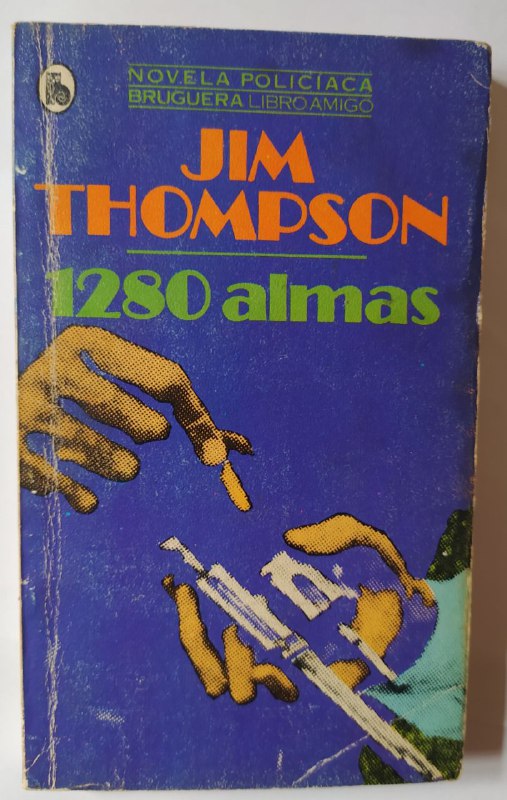 NOVELA POLICIACA
BRUGUERA LIBRO AMIGO
JIM
THOMPSON
1280 almas